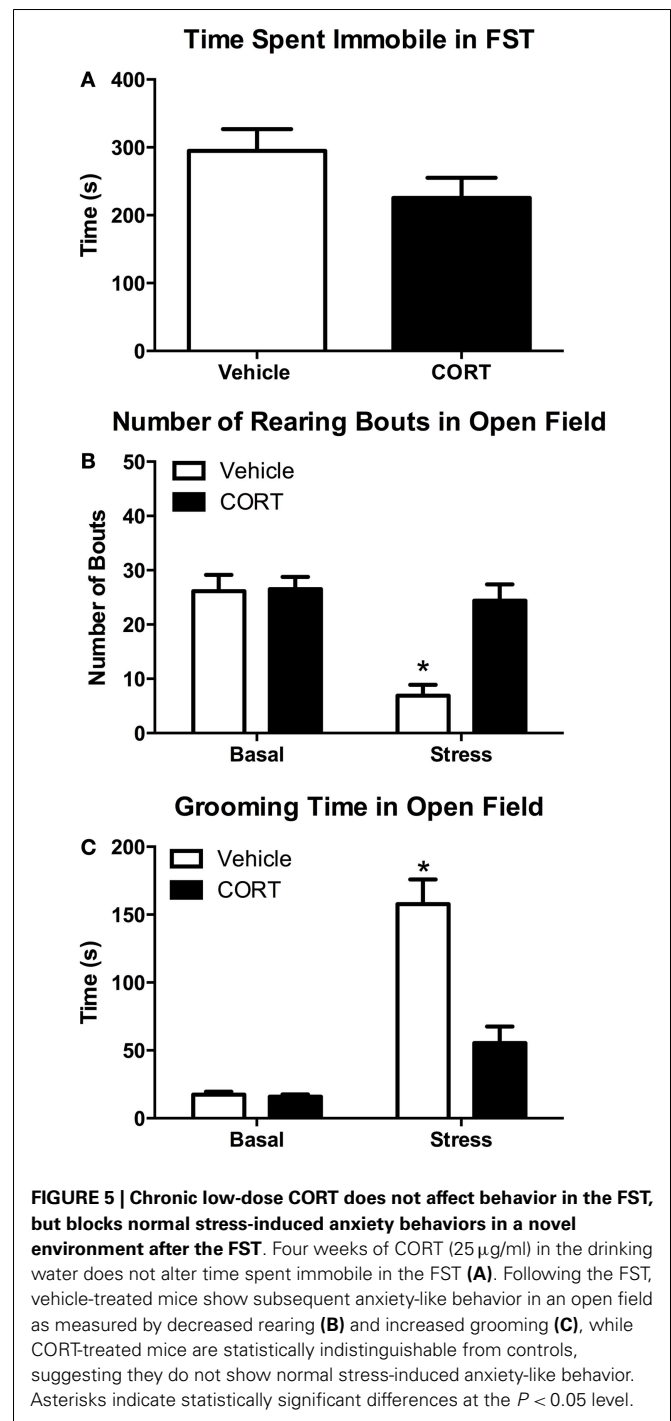 Time Spent Immobile in FST
A
400
300
200
100
0
Time (s)
Vehicle CORT
Number of Rearing Bouts in Open Field
B
50
40
30
20
10
0
Number of Bouts
Vehicle
CORT
*
Basal Stress
Grooming Time in Open Field
C
200
150
100
50
0
Time (s)
Vehicle
CORT
*
Basal Stress
FIGURE 5 | Chronic low-dose CORT does not affect behavior in the FST,
but blocks normal stress-induced anxiety behaviors in a novel
environment after the FST. Four weeks of CORT (25 μg/ml) in the drinking
water does not alter time spent immobile in the FST (A). Following the FST,
vehicle-treated mice show subsequent anxiety-like behavior in an open field
as measured by decreased rearing (B) and increased grooming (C), while
CORT-treated mice are statistically indistinguishable from controls,
suggesting they do not show normal stress-induced anxiety-like behavior.
Asterisks indicate statistically significant differences at the P < 0.05 level.